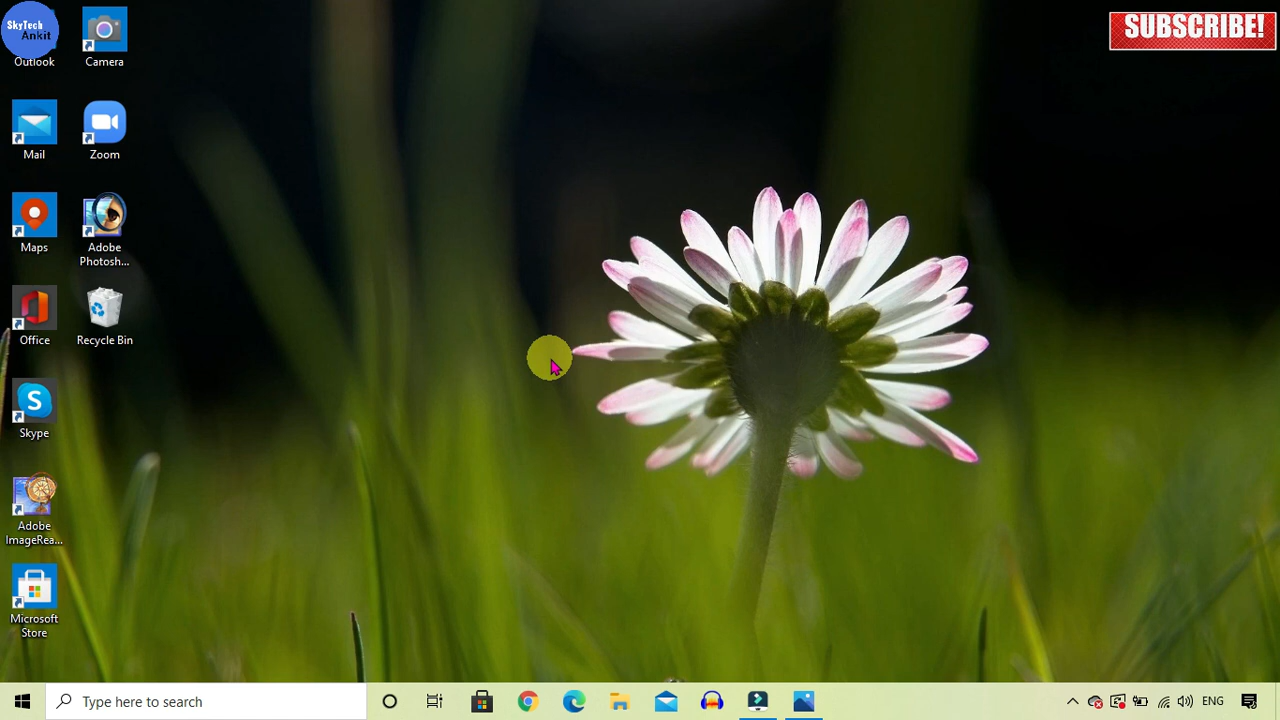 SkyTech
Ankit
Outlook
Camera
SUBSCRIBE!
Mail
Zoom
Maps
Adobe
Photosh...
Office
Recycle Bin
Skype
Adobe
ImageRea...
Microsoft
Store
Type here to search
ENG